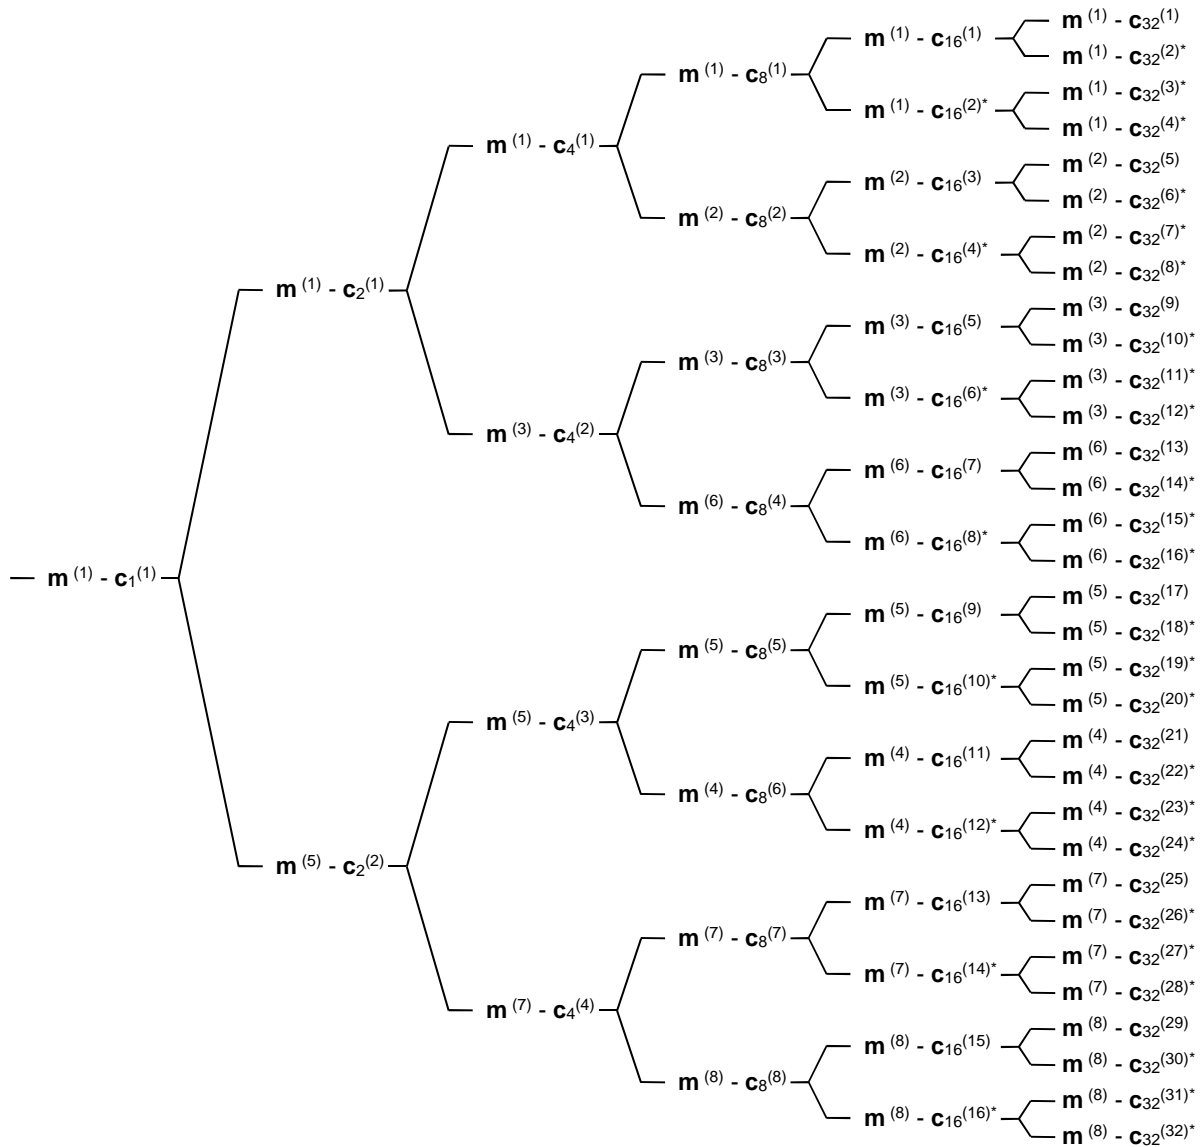 m (1) - c32(1)
m (1) - c16(1)
m (1) - c32(2)*
m (1) - c8(1)
m (1) - c32(3)*
m (1) - c16(2)*
m (1) - c32(4)*
m (1) - c4(1)
m (2) - c32(5)
m (2) - c16(3)
m (2) - c32(6)*
m (2) - c8(2)
m (2) - c32(7)*
m (2) - c16(4)*
m (2) - c32(8)*
m (1) - c2(1)
m (3) - c32(9)
m (3) - c16(5)
m (3) - c32(10)*
m (3) - c8(3)
m (3) - c32(11)*
m (3) - c16(6)*
m (3) - c32(12)*
m (3) - c4(2)
m (6) - c32(13)
m (6) - c16(7)
m (6) - c32(14)*
m (6) - c8(4)
m (6) - c32(15)*
m (6) - c16(8)*
m (6) - c32(16)*
m (1) - c1(1)
m (5) - c32(17)
m (5) - c16(9)
m (5) - c32(18)*
m (5) - c8(5)
m (5) - c32(19)*
m (5) - c16(10)*
m (5) - c32(20)*
m (5) - c4(3)
m (4) - c32(21)
m (4) - c16(11)
m (4) - c32(22)*
m (4) - c8(6)
m (4) - c32(23)*
m (4) - c16(12)*
m (4) - c32(24)*
m (5) - c2(2)
m (7) - c32(25)
m (7) - c16(13)
m (7) - c32(26)*
m (7) - c8(7)
m (7) - c32(27)*
m (7) - c16(14)*
m (7) - c32(28)*
m (7) - c4(4)
m (8) - c32(29)
m (8) - c16(15)
m (8) - c32(30)*
m (8) - c8(8)
m (8) - c32(31)*
m (8) - c16(16)*
m (8) - c32(32)*